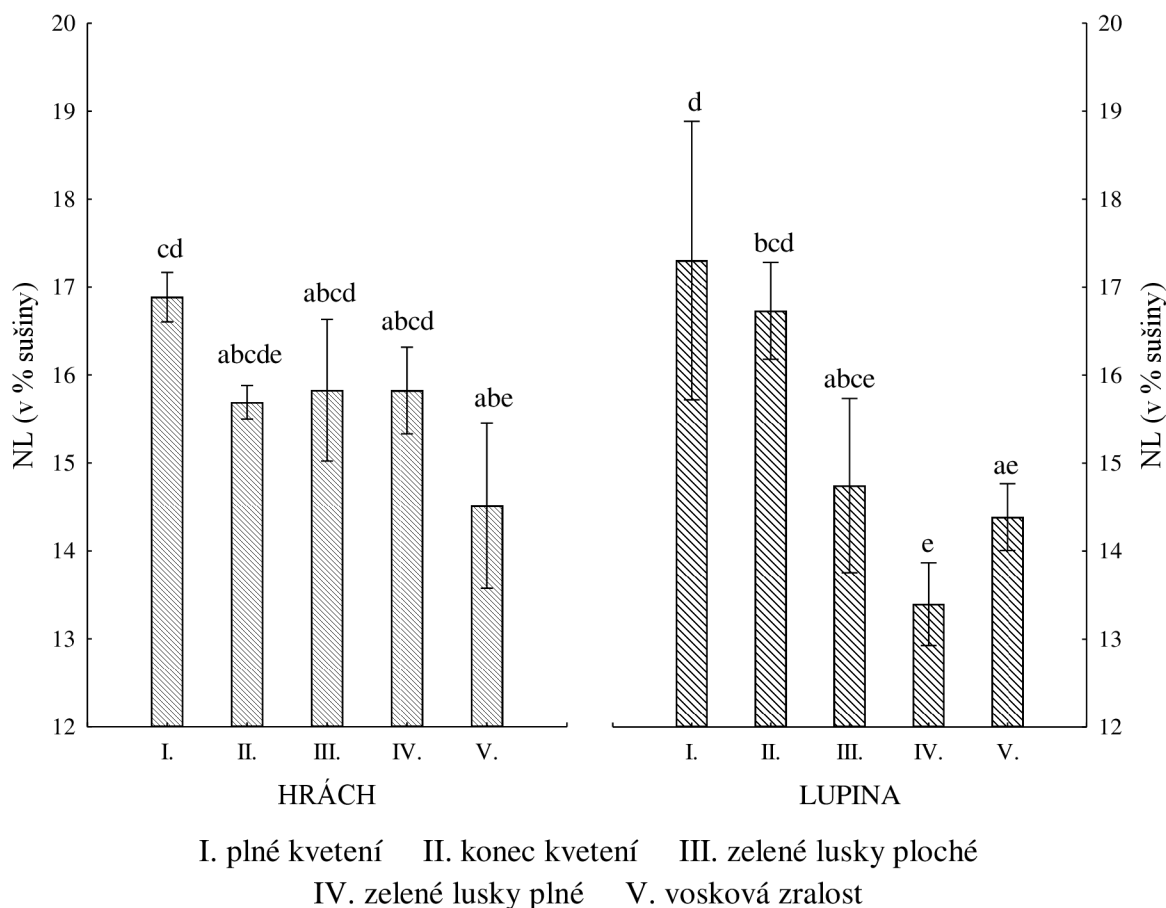 20
19
18
17
16
15
14
13
12
NL (v % sušiny)
cd
abcde
abcd
abcd
abe
I. II. III. IV. V.
HRÁCH
d
bcd
abce
e
ae
I. II. III. IV. V.
LUPINA
20
19
18
17
16
15
14
13
12
NL (v % sušiny)
I. plné kvetení II. konec kvetení III. zelené lusky ploché
IV. zelené lusky plné V. vosková zralost